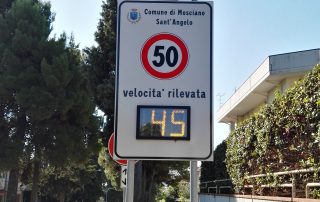 Comune di Mosciano
Sant'Angelo
50
velocita' rilevata
45